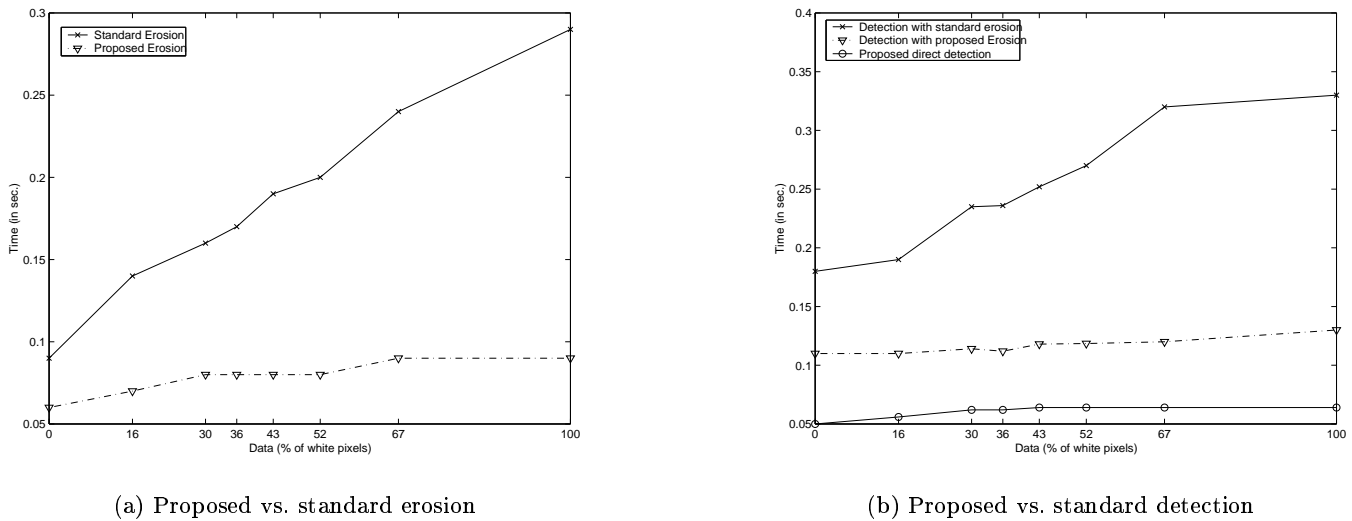 0.3
0.25
0.2
0.15
0.1
0.05
Time (in sec.)
Standard Erosion
Proposed Erosion
0 16 30 36 43 52 67 100
Data (% of white pixels)
(a) Proposed vs. standard erosion
0.4
0.35
0.3
0.25
0.2
0.15
0.1
0.05
Time (in sec.)
Detection with standard erosion
Detection with proposed Erosion
Proposed direct detection
0 16 30 36 43 52 67 100
Data (% of white pixels)
(b) Proposed vs. standard detection